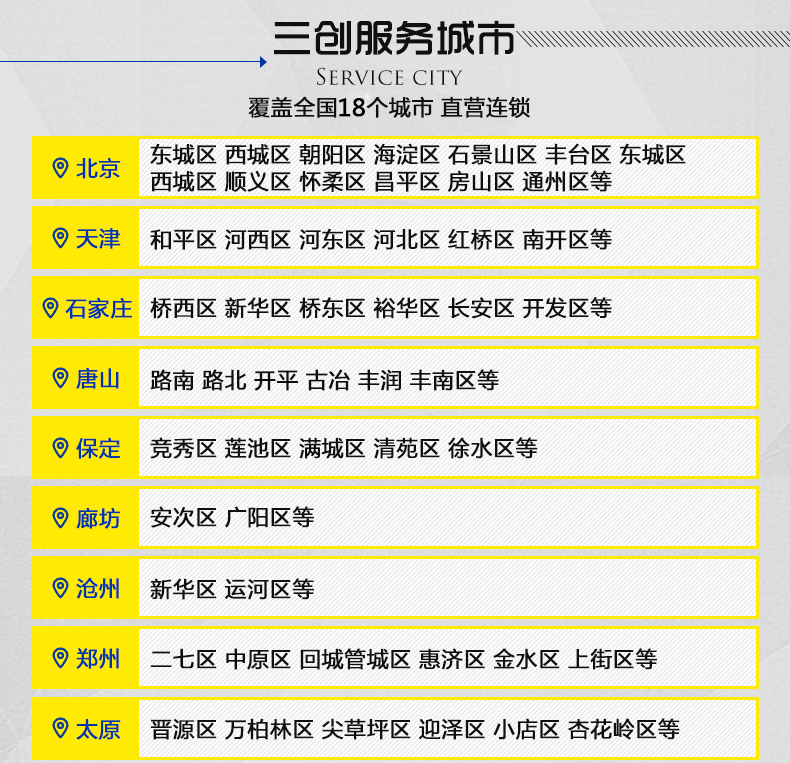 三创服务城市
SERVICE CITY
覆盖全国18个城市 直营连锁
北京
东城区 西城区 朝阳区 海淀区 石景山区 丰台区 东城区
西城区 顺义区 怀柔区 昌平区 房山区 通州区等
天津
和平区 河西区 河东区 河北区 红桥区 南开区等
石家庄
桥西区 新华区 桥东区 裕华区 长安区 开发区等
唐山
路南 路北 开平 古冶 丰润 丰南区等
保定
竞秀区 莲池区 满城区 清苑区 徐水区等
廊坊
安次区 广阳区等
沧州
新华区 运河区等
郑州
二七区 中原区 回城管城区 惠济区 金水区 上街区等
太原
晋源区 万柏林区 尖草坪区 迎泽区 小店区 杏花岭区等